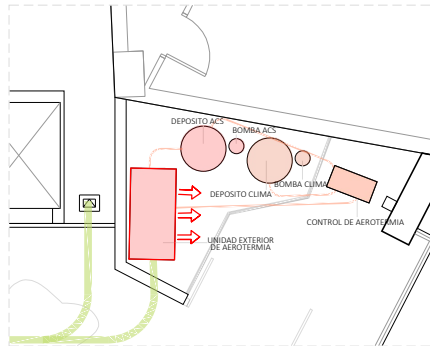 DEPOSITO ACS
BOMBA ACS
BOMBA CLIMA
DEPOSITO CLIMA
CONTROL DE AEROTERMIA
UNIDAD EXTERIOR
DE AEROTERMIA